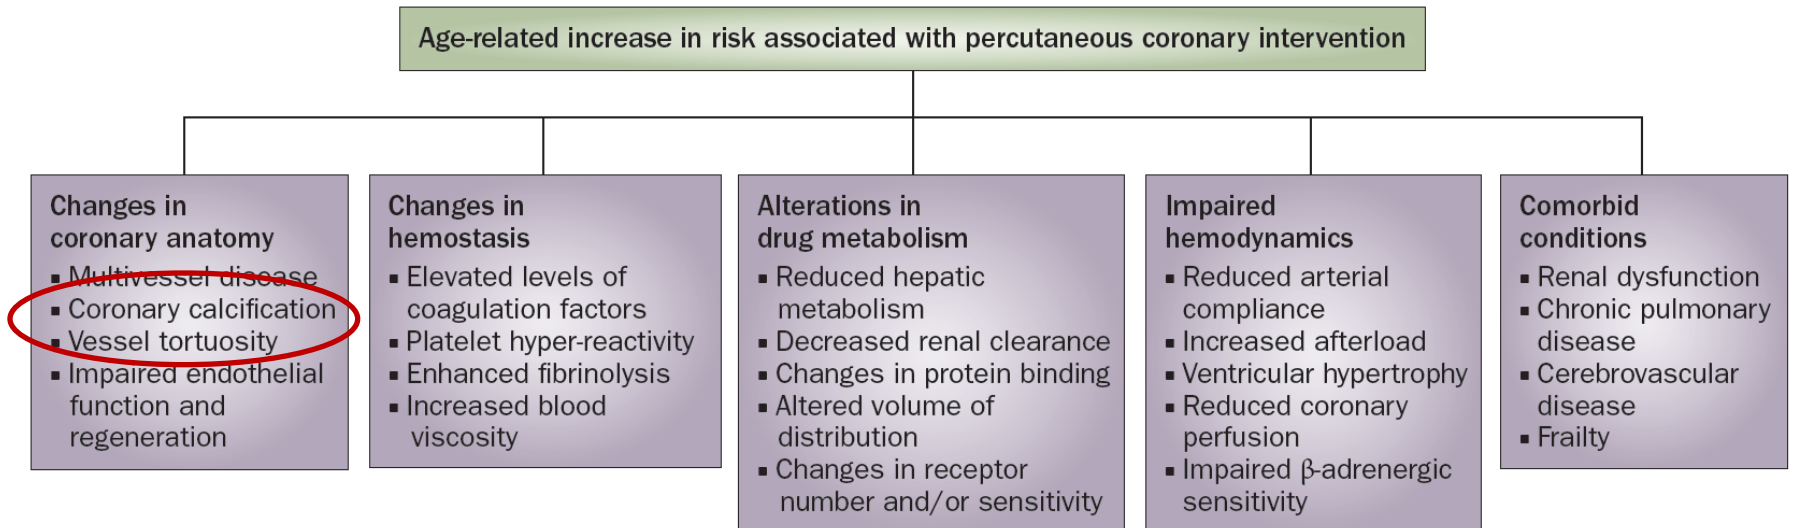 Age-related increase in risk associated with percutaneous coronary intervention
Changes in
coronary anatomy
▪ Multivessel disease
▪ Coronary calcification
▪ Vessel tortuosity
▪ Impaired endothelial
function and
regeneration
Changes in
hemostasis
▪ Elevated levels of
coagulation factors
▪ Platelet hyper-reactivity
▪ Enhanced fibrinolysis
▪ Increased blood
viscosity
Alterations in
drug metabolism
▪ Reduced hepatic
metabolism
▪ Decreased renal clearance
▪ Changes in protein binding
▪ Altered volume of
distribution
▪ Changes in receptor
number and/or sensitivity
Impaired
hemodynamics
▪ Reduced arterial
compliance
▪ Increased afterload
▪ Ventricular hypertrophy
▪ Reduced coronary
perfusion
▪ Impaired β-adrenergic
sensitivity
Comorbid
conditions
▪ Renal dysfunction
▪ Chronic pulmonary
disease
▪ Cerebrovascular
disease
▪ Frailty